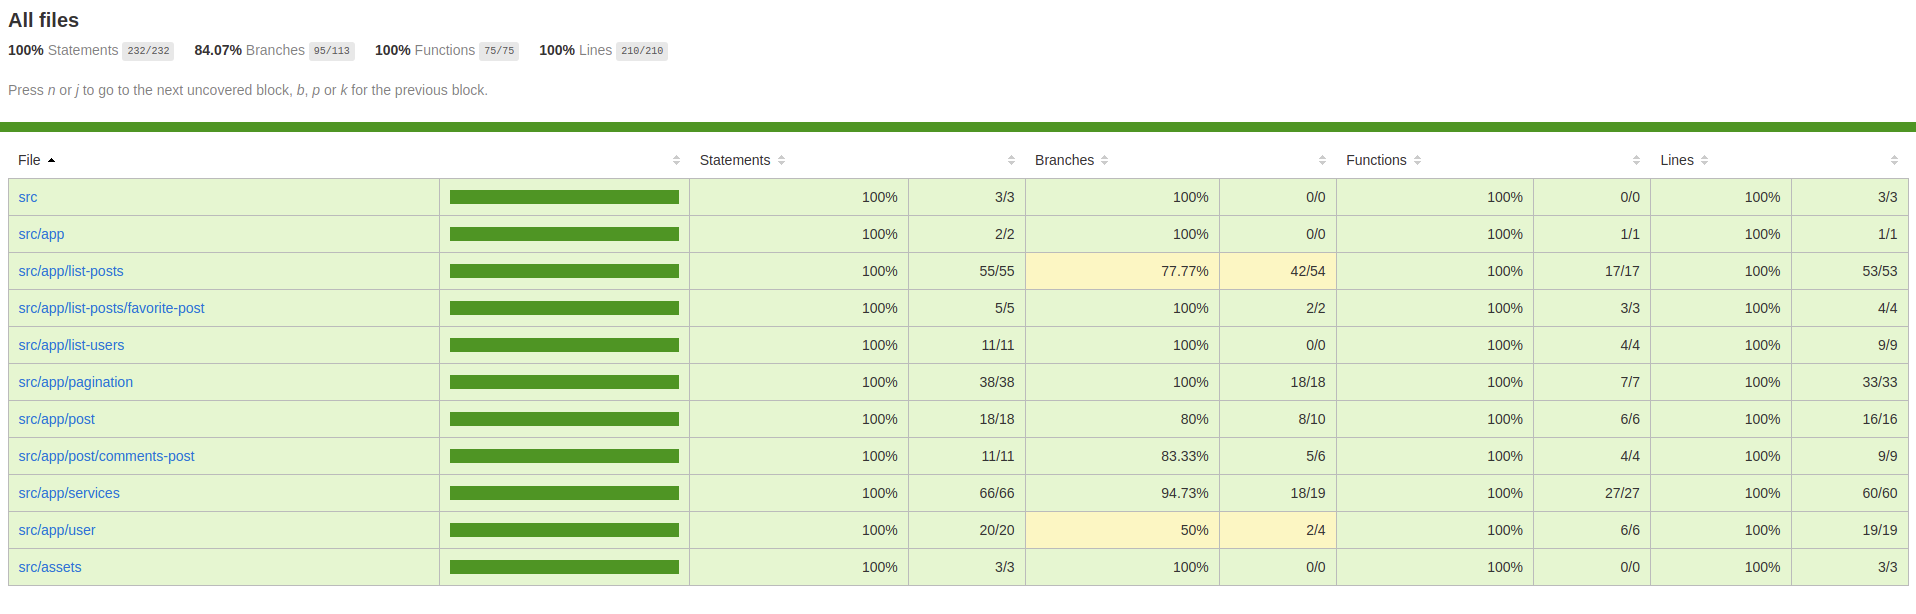 All files
100% Statements 232/232 84.07% Branches 95/113 100% Functions 75/75 100% Lines 210/210
Press n or j to go to the next uncovered block, b, p or k for the previous block.
File Statements Branches Functions Lines
src 100% 3/3 100% 0/0 100% 0/0 100% 3/3
src/app 100% 2/2 100% 0/0 100% 1/1 100% 1/1
src/app/list-posts 100% 55/55 77.77% 42/54 100% 17/17 100% 53/53
src/app/list-posts/favorite-post 100% 5/5 100% 2/2 100% 3/3 100% 4/4
src/app/list-users 100% 11/11 100% 0/0 100% 4/4 100% 9/9
src/app/pagination 100% 38/38 100% 18/18 100% 7/7 100% 33/33
src/app/post 100% 18/18 80% 8/10 100% 6/6 100% 16/16
src/app/post/comments-post 100% 11/11 83.33% 5/6 100% 4/4 100% 9/9
src/app/services 100% 66/66 94.73% 18/19 100% 27/27 100% 60/60
src/app/user 100% 20/20 50% 2/4 100% 6/6 100% 19/19
src/assets 100% 3/3 100% 0/0 100% 0/0 100% 3/3